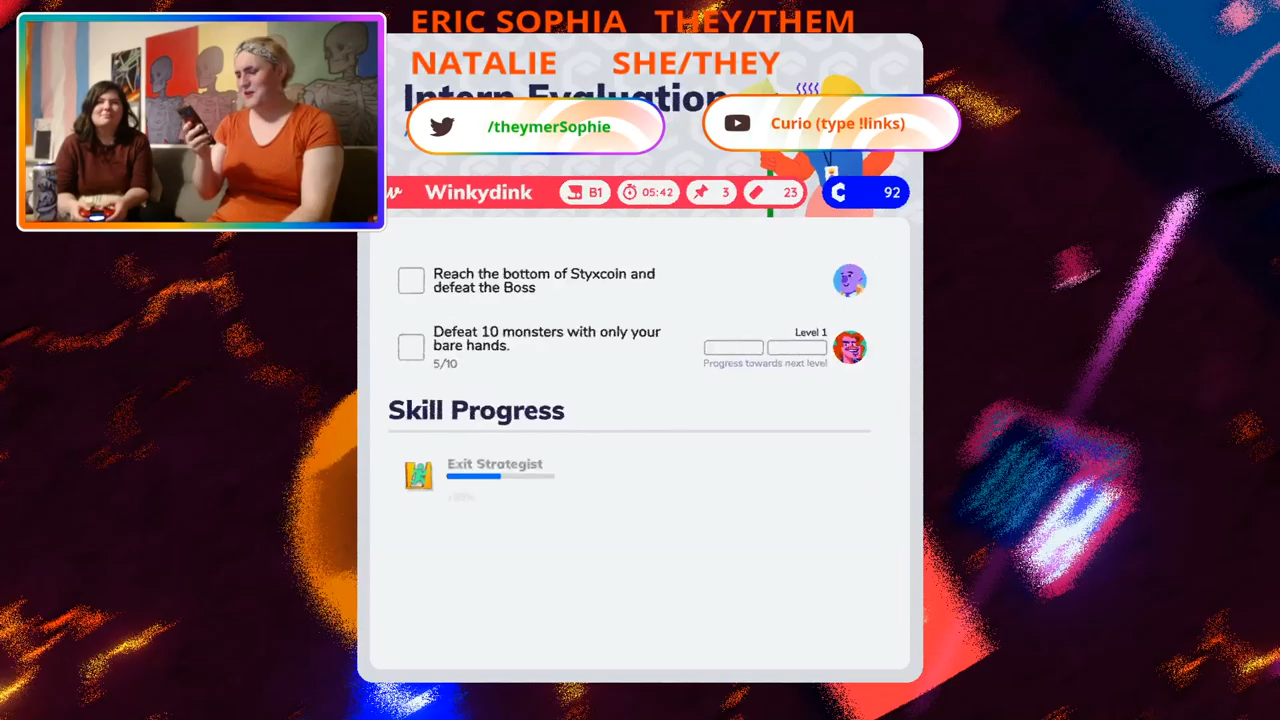 ERIC SOPHIA THEY/THEM
NATALIE SHE/THEY
Intern Evaluation
/theymerSophie
Curio (type !links)
Winkydink B1 05:42 3 23 92
Reach the bottom of Styxcoin and
defeat the Boss
Defeat 10 monsters with only your
bare hands.
5/10
Level 1
Progress towards next level
Skill Progress
Exit Strategist